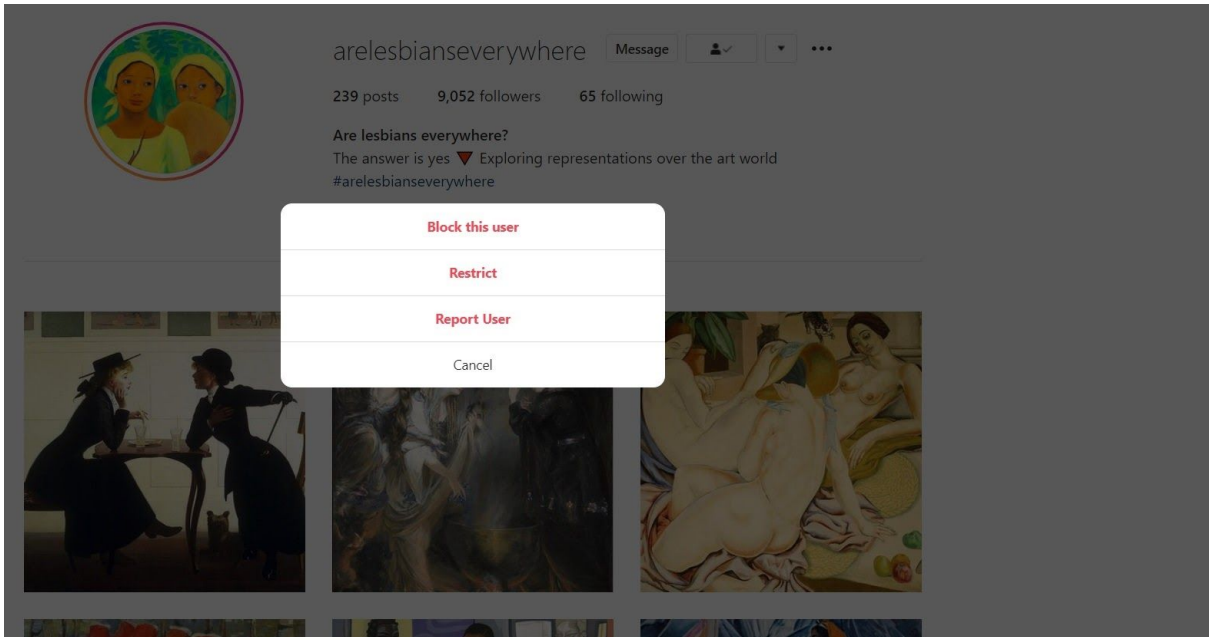 arelesbianseverywhere Message
239 posts 9,052 followers 65 following
Are lesbians everywhere?
The answer is yes 🔻 Exploring representations over the art world
#arelesbianseverywhere
Block this user
Restrict
Report User
Cancel